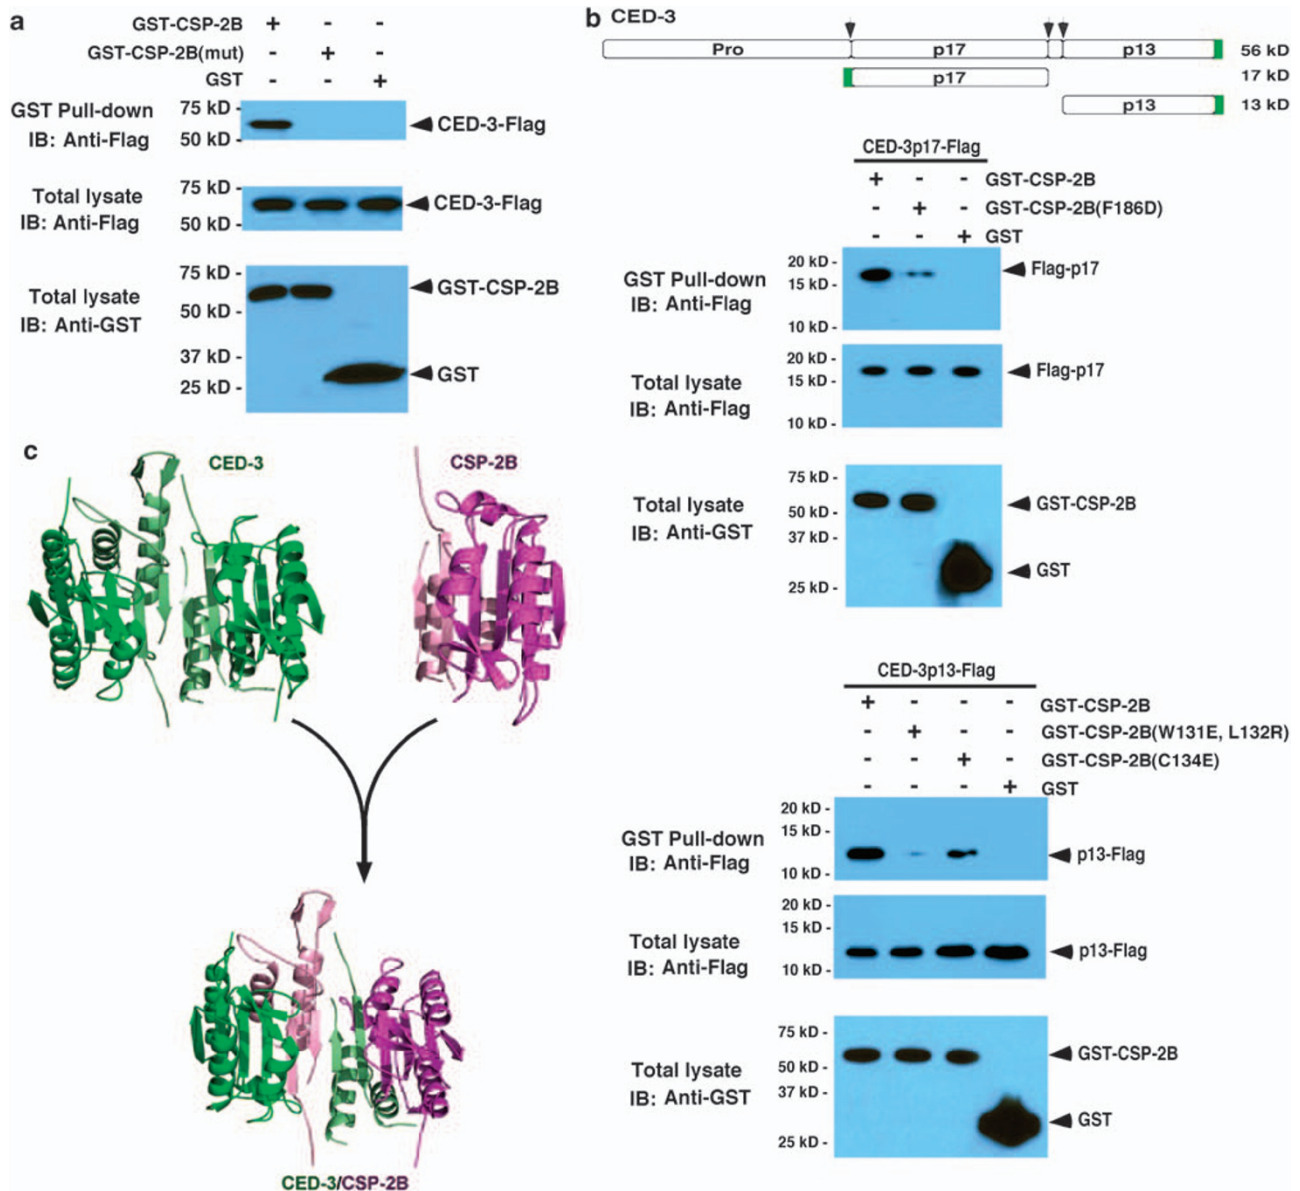 a
GST-CSP-2B + - -
GST-CSP-2B(mut) - + -
GST - - +
GST Pull-down
IB: Anti-Flag
75 kD -
50 kD -
CED-3-Flag
Total lysate
IB: Anti-Flag
75 kD -
50 kD -
CED-3-Flag
Total lysate
IB: Anti-GST
75 kD -
50 kD -
37 kD -
25 kD -
GST-CSP-2B
GST
b
CED-3
Pro p17 p13 56 kD
p17 17 kD
p13 13 kD
CED-3p17-Flag
+ - - GST-CSP-2B
- + - GST-CSP-2B(F186D)
- - + GST
GST Pull-down
IB: Anti-Flag
20 kD -
15 kD -
10 kD -
Flag-p17
Total lysate
IB: Anti-Flag
20 kD -
15 kD -
10 kD -
Flag-p17
Total lysate
IB: Anti-GST
75 kD -
50 kD -
37 kD -
25 kD -
GST-CSP-2B
GST
CED-3p13-Flag
+ - - - GST-CSP-2B
- + - - GST-CSP-2B(W131E, L132R)
- - + - GST-CSP-2B(C134E)
- - - + GST
GST Pull-down
IB: Anti-Flag
20 kD -
15 kD -
10 kD -
p13-Flag
Total lysate
IB: Anti-Flag
20 kD -
15 kD -
10 kD -
p13-Flag
Total lysate
IB: Anti-GST
75 kD -
50 kD -
37 kD -
25 kD -
GST-CSP-2B
GST
c
CED-3
CSP-2B
CED-3/CSP-2B